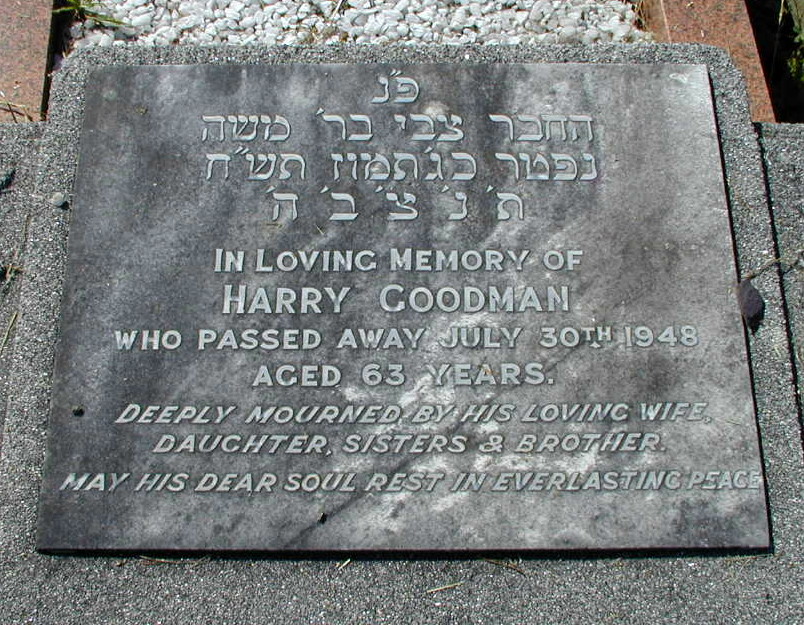 פ״נ
החבר צבי בר׳ משה
נפטר כג׳תמוז תש״ח
ת׳ נ׳ צ׳ ב׳ ה׳
IN LOVING MEMORY OF
HARRY GOODMAN
WHO PASSED AWAY JULY 30TH 1948
AGED 63 YEARS.
DEEPLY MOURNED BY HIS LOVING WIFE,
DAUGHTER, SISTERS & BROTHER.
MAY HIS DEAR SOUL REST IN EVERLASTING PEACE